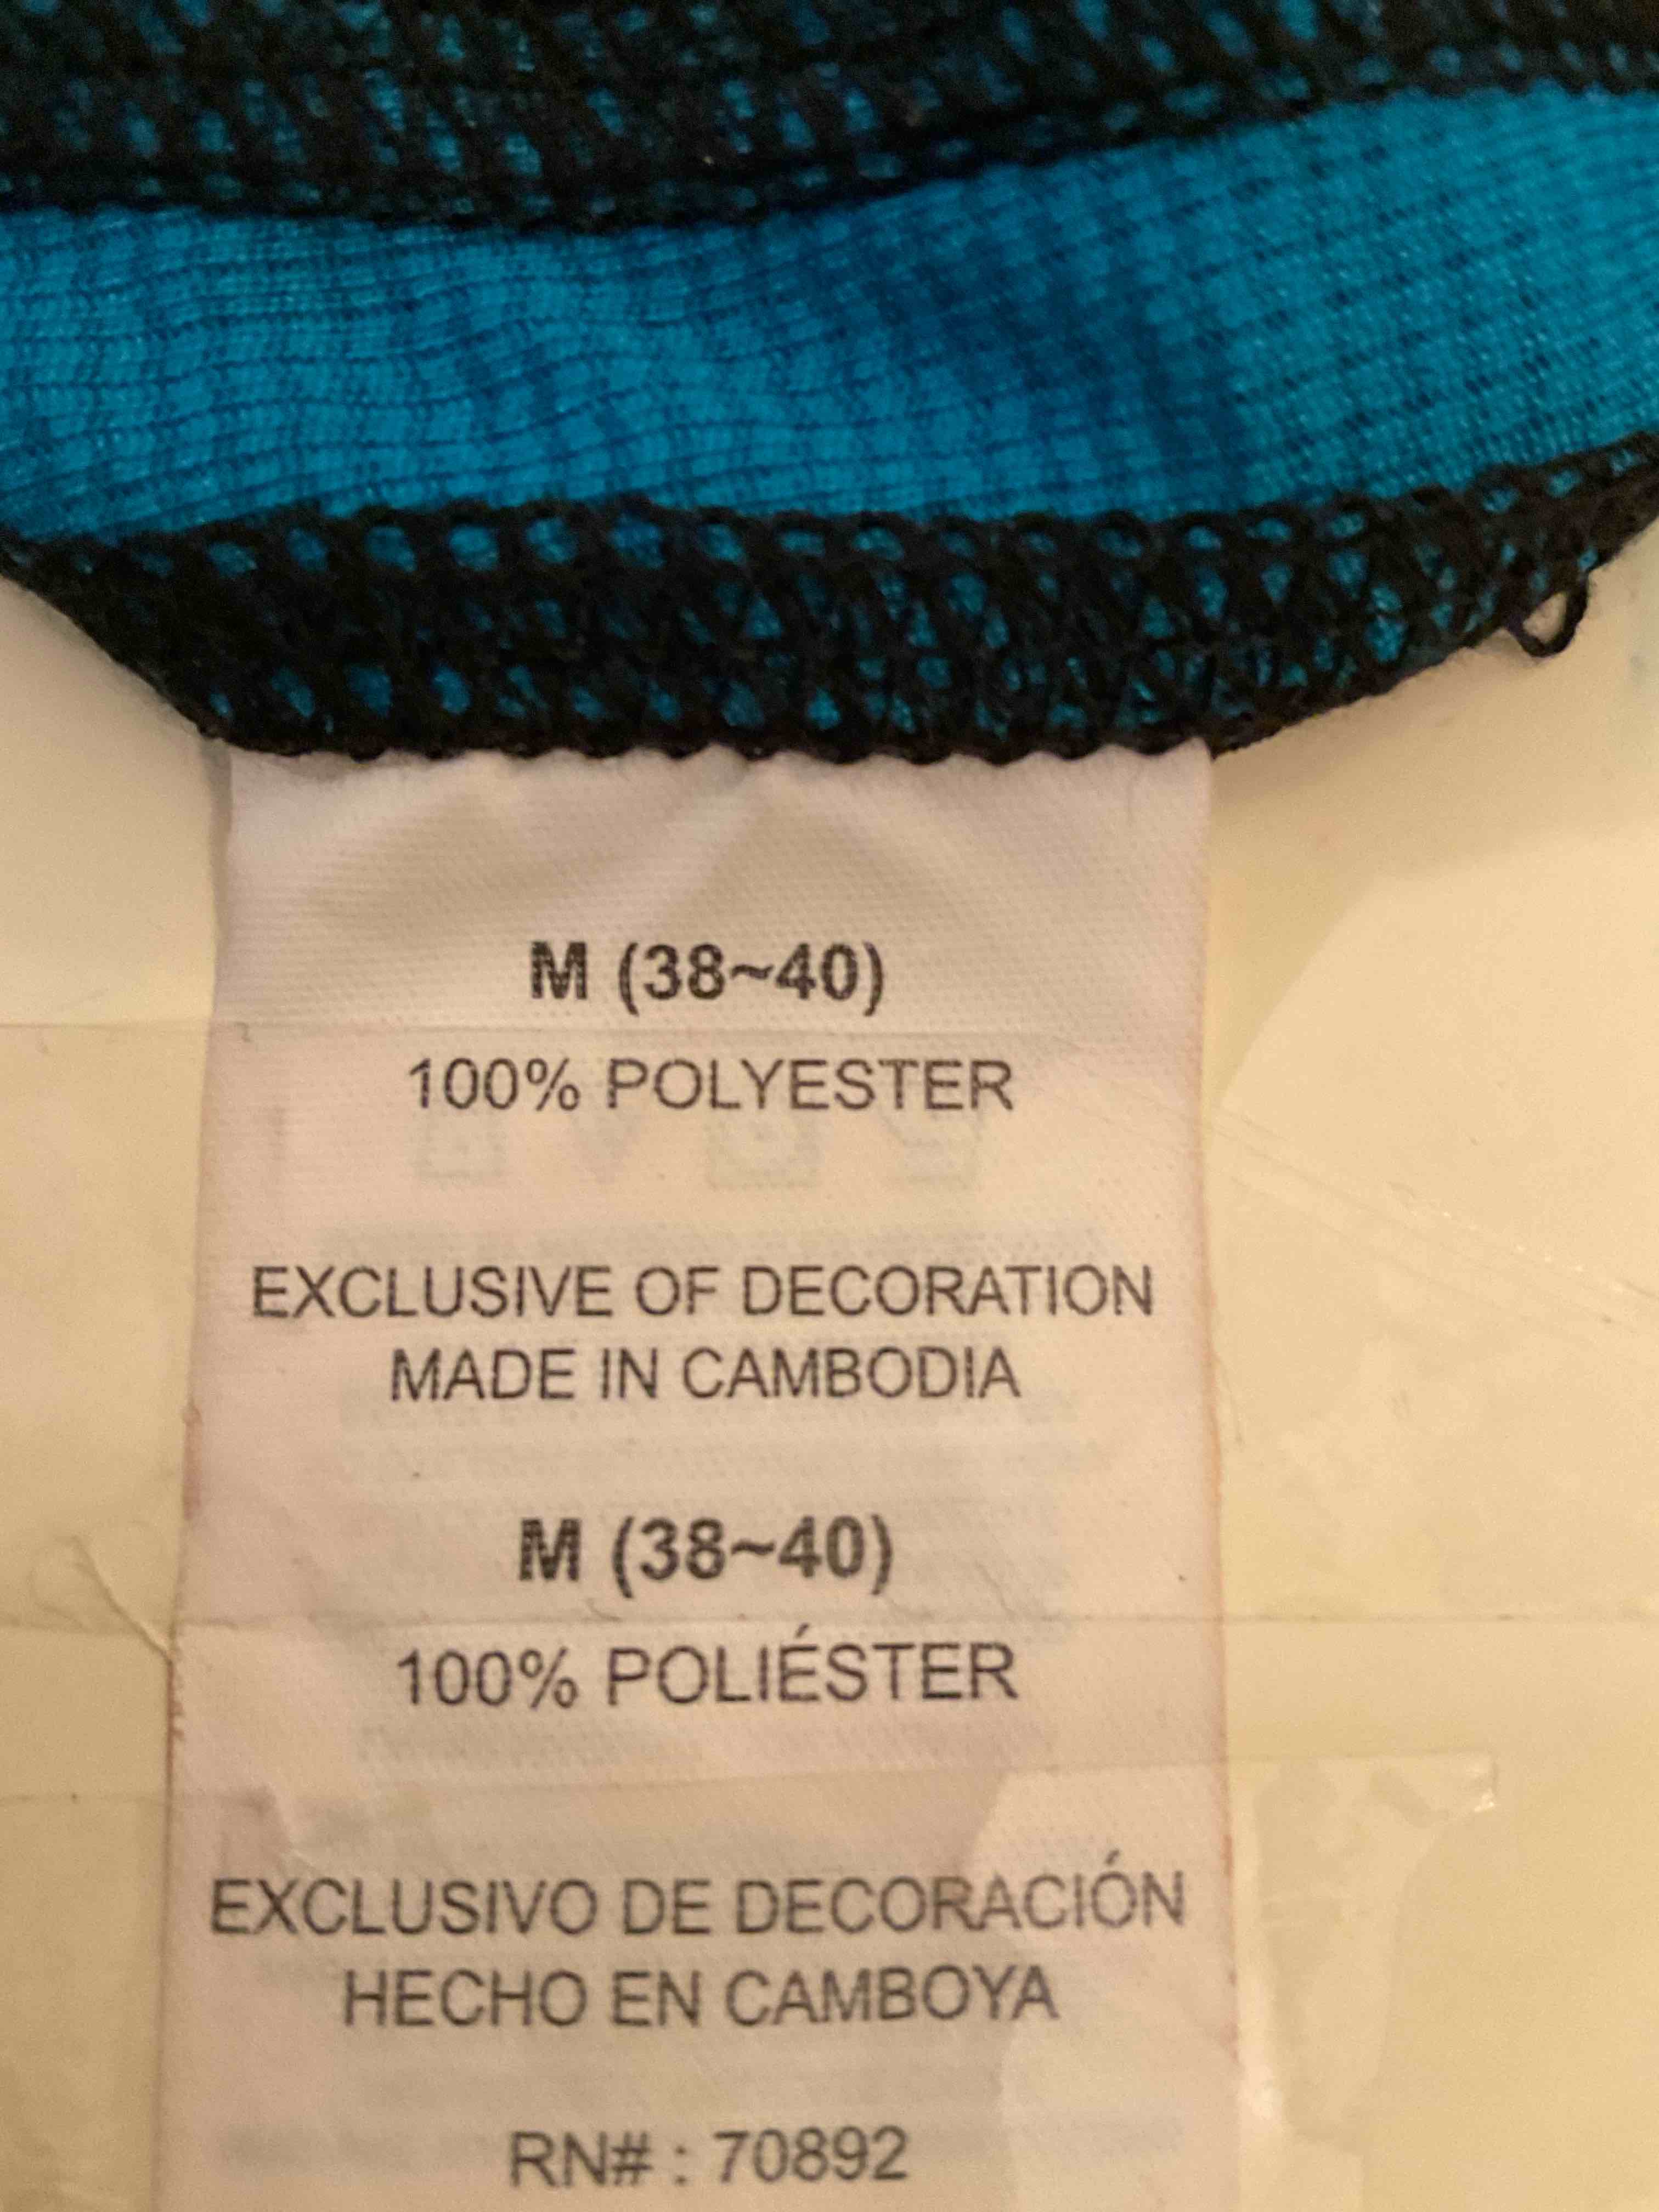 M (38~40)
100% POLYESTER
EXCLUSIVE OF DECORATION
MADE IN CAMBODIA
M (38~40)
100% POLIÉSTER
EXCLUSIVO DE DECORACIÓN
HECHO EN CAMBOYA
RN# : 70892